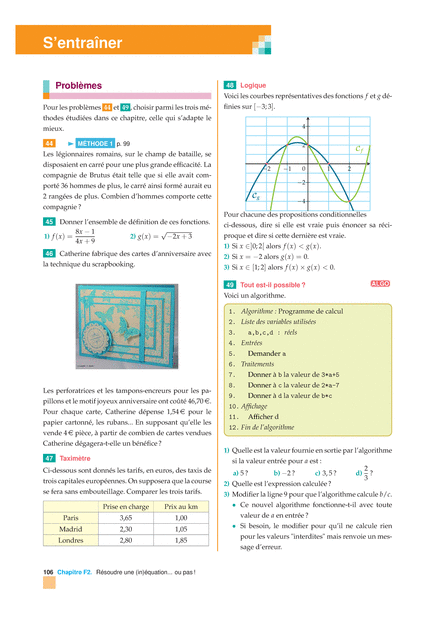 S'entraîner
Problèmes
Pour les problèmes 44 et 49, choisir parmi les trois mé-
thodes étudiées dans ce chapitre, celle qui s'adapte le
mieux.
44 ► MÉTHODE 1 p. 99
Les légionnaires romains, sur le champ de bataille, se
disposaient en carré pour une plus grande efficacité. La
compagnie de Brutus était telle que si elle avait com-
porté 36 hommes de plus, le carré ainsi formé aurait eu
2 rangées de plus. Combien d'hommes comporte cette
compagnie ?
45 Donner l'ensemble de définition de ces fonctions.
1) f(x) = (8x − 1)/(4x + 9) 2) g(x) = √(−2x + 3)
46 Catherine fabrique des cartes d'anniversaire avec
la technique du scrapbooking.
Les perforatrices et les tampons-encreurs pour les pa-
pillons et le motif joyeux anniversaire ont coûté 46,70 €.
Pour chaque carte, Catherine dépense 1,54 € pour le
papier cartonné, les rubans... En supposant qu'elle les
vende 4 € pièce, à partir de combien de cartes vendues
Catherine dégagera-t-elle un bénéfice ?
47 Taximètre
Ci-dessous sont donnés les tarifs, en euros, des taxis de
trois capitales européennes. On supposera que la course
se fera sans embouteillage. Comparer les trois tarifs.
Prise en charge Prix au km
Paris 3,65 1,00
Madrid 2,30 1,05
Londres 2,80 1,85
106 Chapitre F2. Résoudre une (in)équation... ou pas !
48 Logique
Voici les courbes représentatives des fonctions f et g dé-
finies sur [−3;3].
4
2
C_f
−2 −1 0 1 2
−2
C_g
−4
Pour chacune des propositions conditionnelles
ci-dessous, dire si elle est vraie puis énoncer sa réci-
proque et dire si cette dernière est vraie.
1) Si x ∈]0;2[ alors f(x) < g(x).
2) Si x = −2 alors g(x) = 0.
3) Si x ∈ [1;2] alors f(x) × g(x) < 0.
49 Tout est-il possible ? ALGO
Voici un algorithme.
1. Algorithme : Programme de calcul
2. Liste des variables utilisées
3. a,b,c,d : réels
4. Entrées
5. Demander a
6. Traitements
7. Donner à b la valeur de 3*a+5
8. Donner à c la valeur de 2*a-7
9. Donner à d la valeur de b*c
10. Affichage
11. Afficher d
12. Fin de l'algorithme
1) Quelle est la valeur fournie en sortie par l'algorithme
si la valeur entrée pour a est :
a) 5 ? b) −2 ? c) 3,5 ? d) 2/3 ?
2) Quelle est l'expression calculée ?
3) Modifier la ligne 9 pour que l'algorithme calcule b/c.
• Ce nouvel algorithme fonctionne-t-il avec toute
valeur de a en entrée ?
• Si besoin, le modifier pour qu'il ne calcule rien
pour les valeurs "interdites" mais renvoie un mes-
sage d'erreur.